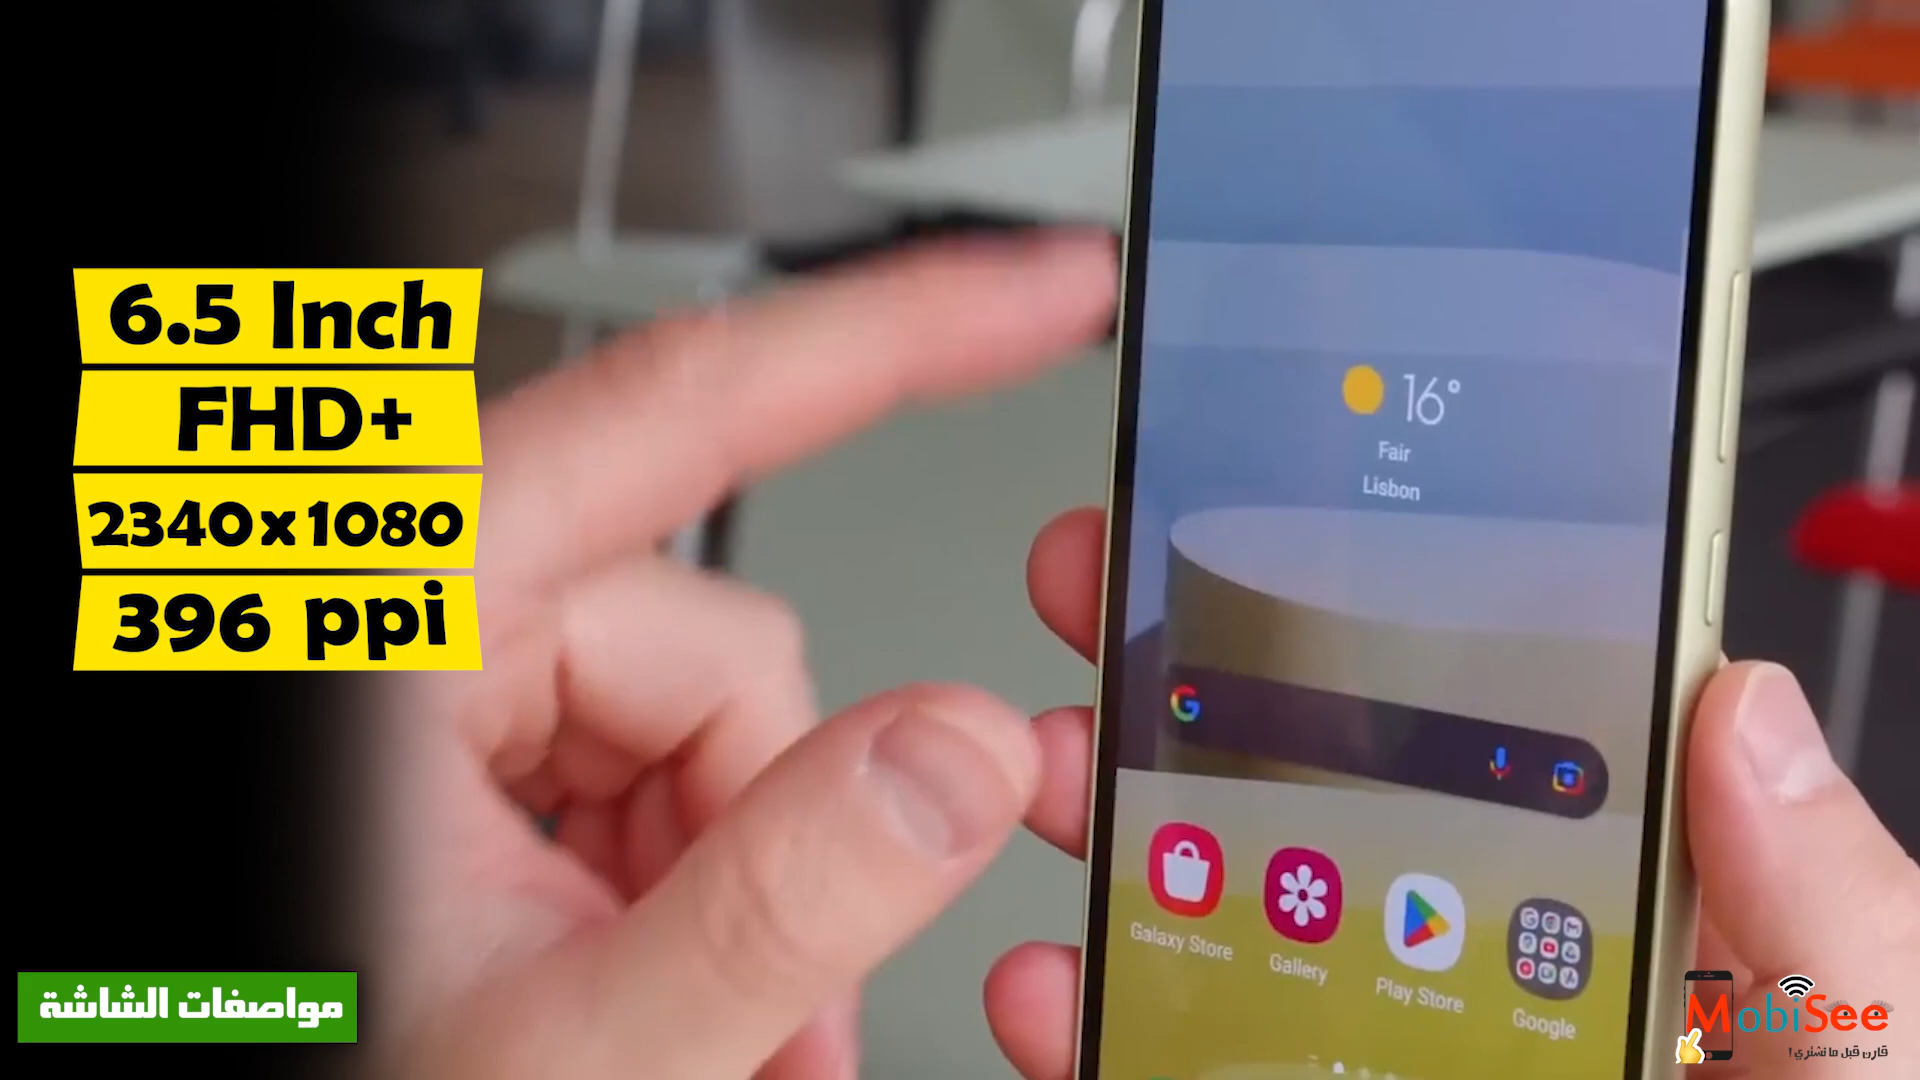 6.5 Inch
FHD+
2340x1080
396 ppi
مواصفات الشاشة
16°
Fair
Lisbon
G
Galaxy Store
Gallery
Play Store
Google
MobiSee
قارن قبل ما تشتري !